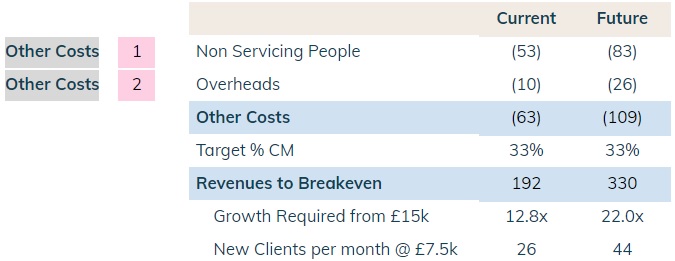 Current Future
Other Costs 1 Non Servicing People (53) (83)
Other Costs 2 Overheads (10) (26)
Other Costs (63) (109)
Target % CM 33% 33%
Revenues to Breakeven 192 330
Growth Required from £15k 12.8x 22.0x
New Clients per month @ £7.5k 26 44